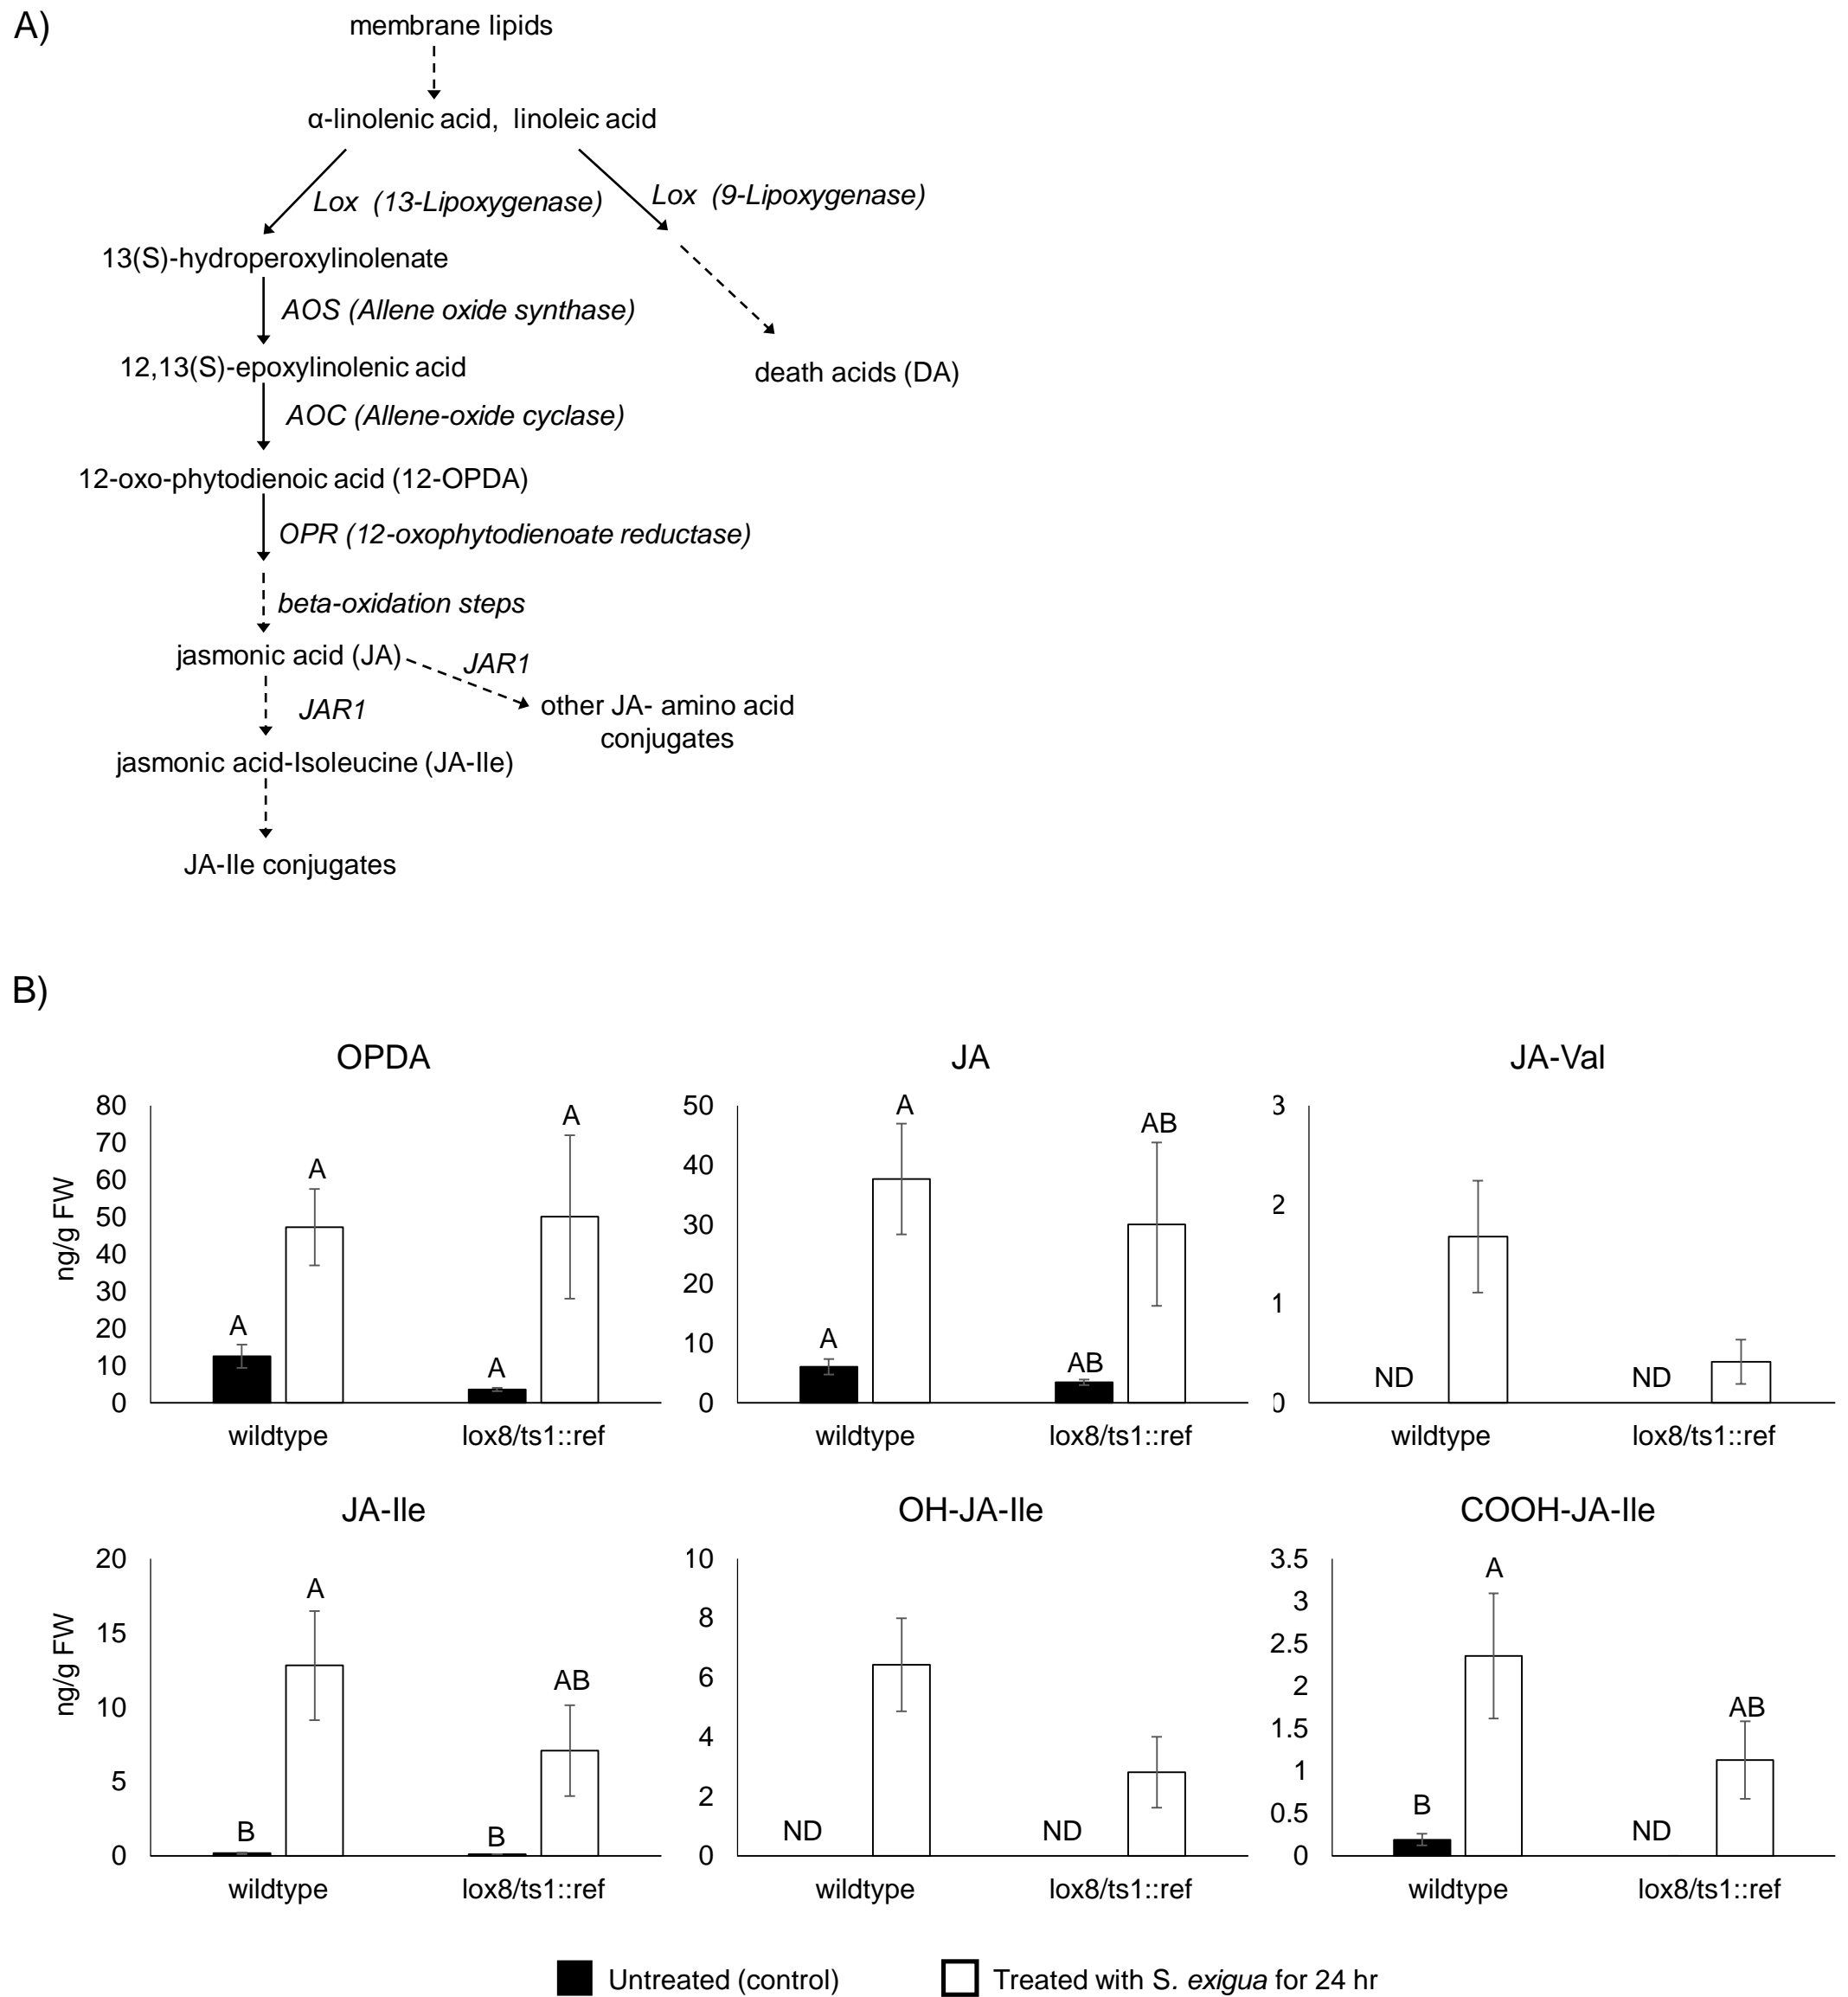 A)
membrane lipids
α-linolenic acid, linoleic acid
Lox (13-Lipoxygenase)
Lox (9-Lipoxygenase)
13(S)-hydroperoxylinolenate
AOS (Allene oxide synthase)
12,13(S)-epoxylinolenic acid
death acids (DA)
AOC (Allene-oxide cyclase)
12-oxo-phytodienoic acid (12-OPDA)
OPR (12-oxophytodienoate reductase)
beta-oxidation steps
jasmonic acid (JA)
JAR1
JAR1
other JA- amino acid
conjugates
jasmonic acid-Isoleucine (JA-Ile)
JA-Ile conjugates
B)
OPDA
ng/g FW
80
70
60
50
40
30
20
10
0
A
A
A
A
wildtype
lox8/ts1::ref
JA
50
40
30
20
10
0
A
A
AB
AB
wildtype
lox8/ts1::ref
JA-Val
3
2
1
0
ND
ND
wildtype
lox8/ts1::ref
JA-Ile
ng/g FW
20
15
10
5
0
B
A
B
AB
wildtype
lox8/ts1::ref
OH-JA-Ile
10
8
6
4
2
0
ND
ND
wildtype
lox8/ts1::ref
COOH-JA-Ile
3.5
3
2.5
2
1.5
1
0.5
0
B
A
ND
AB
wildtype
lox8/ts1::ref
Untreated (control)
Treated with S. exigua for 24 hr